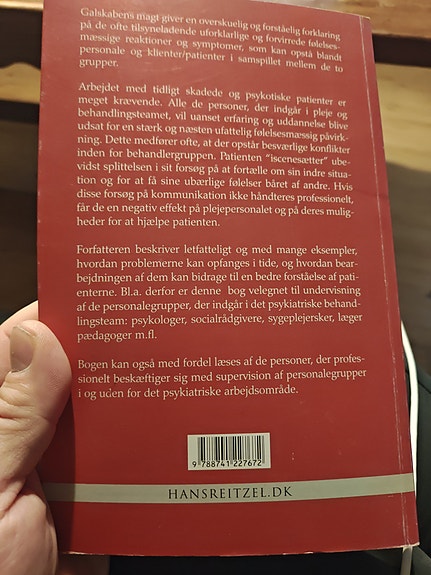 Galskabens magt giver en overskuelig og forståelig forklaring
på de ofte tilsyneladende uforklarlige og forvirrede følelses-
mæssige reaktioner og symptomer, som kan opstå blandt
personale og klienter/patienter i samspillet mellem de to
grupper.
Arbejdet med tidligt skadede og psykotiske patienter er
meget krævende. Alle de personer, der indgår i pleje og
behandlingsteamet, vil uanset erfaring og uddannelse blive
udsat for en stærk og næsten ufattelig følelsesmæssig påvirk-
ning. Dette medfører ofte, at der opstår besværlige konflikter
inden for behandlergruppen. Patienten "iscenesætter" ube-
vidst splittelsen i sit forsøg på at fortælle om sin indre situa-
tion og for at få sine ubærlige følelser båret af andre. Hvis
disse forsøg på kommunikation ikke håndteres professionelt,
får de en negativ effekt på plejepersonalet og på deres mulig-
heder for at hjælpe patienten.
Forfatteren beskriver letfatteligt og med mange eksempler,
hvordan problemerne kan opfanges i tide, og hvordan bear-
bejdningen af dem kan bidrage til en bedre forståelse af pati-
enterne. Bl.a. derfor er denne bog velegnet til undervisning
af de personalegrupper, der indgår i det psykiatriske behand-
lingsteam: psykologer, socialrådgivere, sygeplejersker, læger
pædagoger m.fl.
Bogen kan også med fordel læses af de personer, der profes-
sionelt beskæftiger sig med supervision af personalegrupper
i og uden for det psykiatriske arbejdsområde.
9 788741 227672
HANSREITZEL.DK